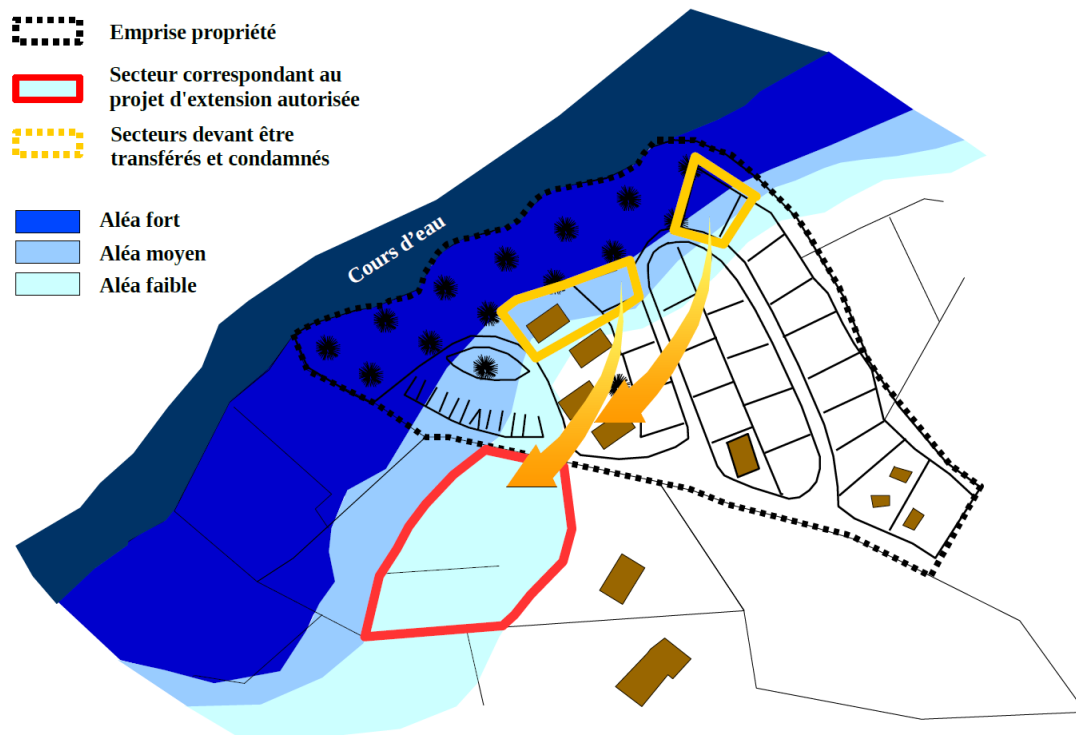 Emprise propriété
Secteur correspondant au
projet d'extension autorisée
Secteurs devant être
transférés et condamnés
Aléa fort
Aléa moyen
Aléa faible
Cours d’eau